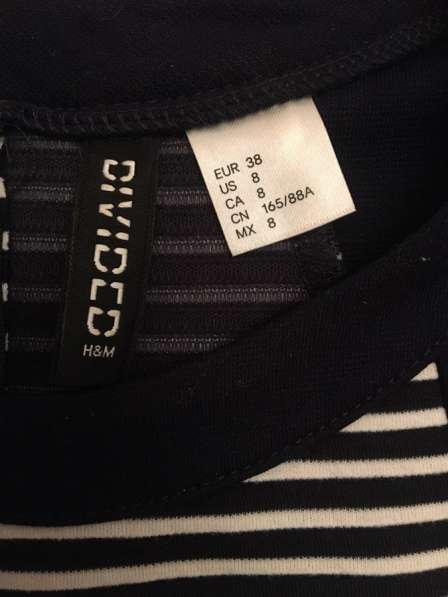 DIVIDED
H&M
EUR 38
US 8
CA 8
CN 165/88A
MX 8